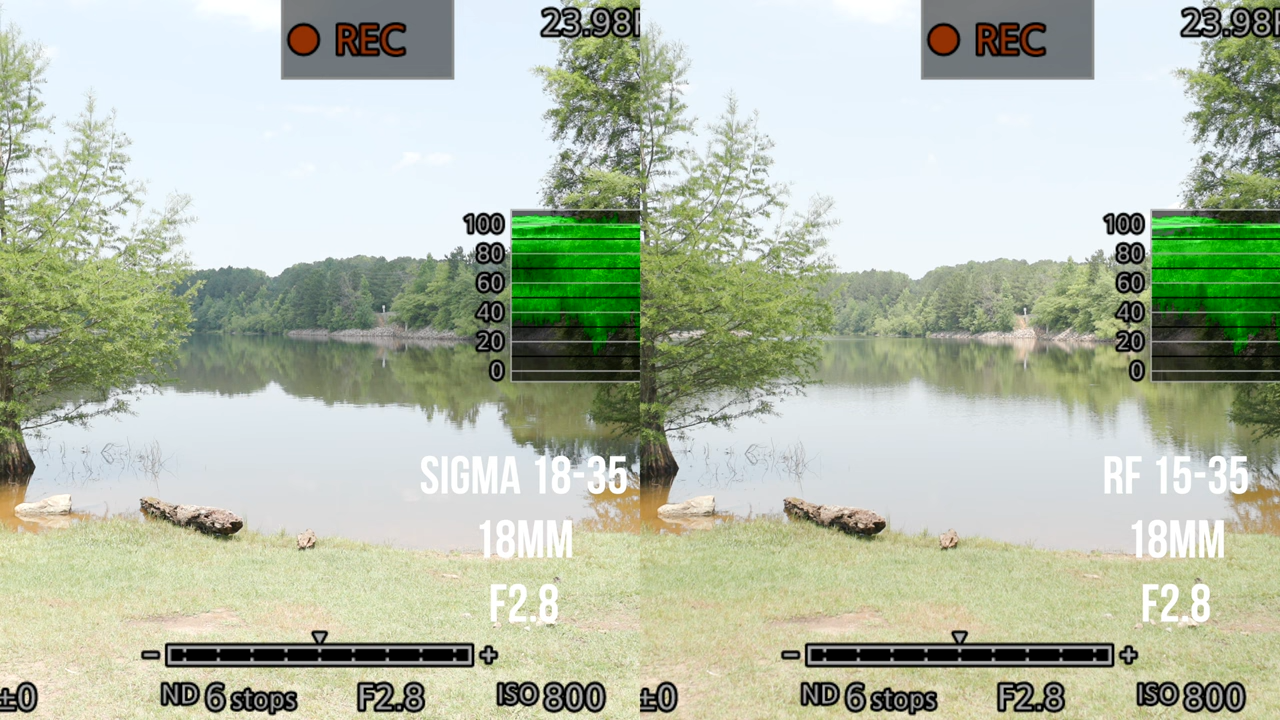 REC
23.98
100
80
60
40
20
0
SIGMA 18-35
18MM
F2.8
±0
ND 6 stops
F2.8
ISO 800
REC
23.98
100
80
60
40
20
0
RF 15-35
18MM
F2.8
±0
ND 6 stops
F2.8
ISO 800